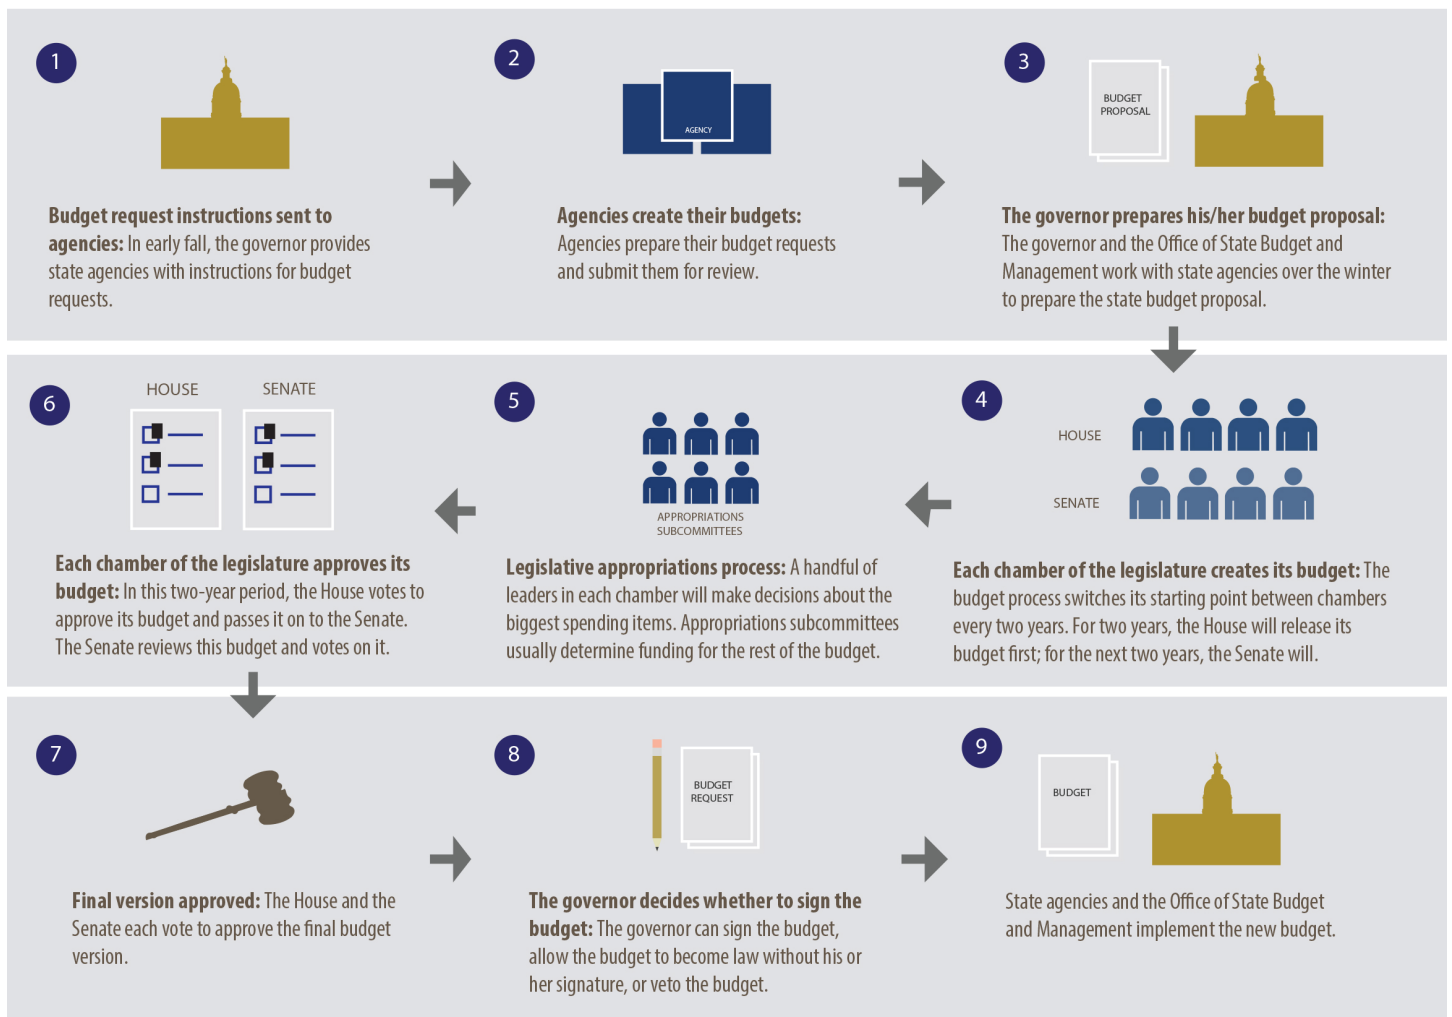 1
Budget request instructions sent to
agencies: In early fall, the governor provides
state agencies with instructions for budget
requests.
2
AGENCY
Agencies create their budgets:
Agencies prepare their budget requests
and submit them for review.
3
BUDGET
PROPOSAL
The governor prepares his/her budget proposal:
The governor and the Office of State Budget and
Management work with state agencies over the winter
to prepare the state budget proposal.
4
HOUSE
SENATE
Each chamber of the legislature creates its budget: The
budget process switches its starting point between chambers
every two years. For two years, the House will release its
budget first; for the next two years, the Senate will.
5
APPROPRIATIONS
SUBCOMMITTEES
Legislative appropriations process: A handful of
leaders in each chamber will make decisions about the
biggest spending items. Appropriations subcommittees
usually determine funding for the rest of the budget.
6
HOUSE
SENATE
Each chamber of the legislature approves its
budget: In this two-year period, the House votes to
approve its budget and passes it on to the Senate.
The Senate reviews this budget and votes on it.
7
Final version approved: The House and the
Senate each vote to approve the final budget
version.
8
BUDGET
REQUEST
The governor decides whether to sign the
budget: The governor can sign the budget,
allow the budget to become law without his or
her signature, or veto the budget.
9
BUDGET
State agencies and the Office of State Budget
and Management implement the new budget.